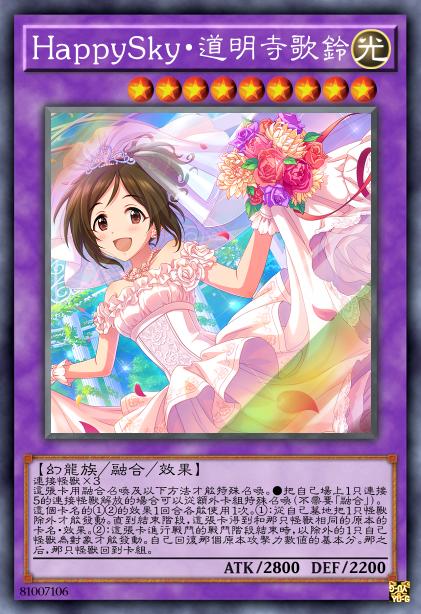 HappySky・道明寺歌鈴
光
【幻龍族/融合/效果】
連接怪獸×3
這張卡用融合召喚及以下方法才能特殊召喚。●把自己場上1只連接
5的連接怪獸解放的場合可以從額外卡組特殊召喚(不需要「融合」)。
這個卡名的①②的效果1回合各能使用1次。①:從自己墓地把1只怪獸
除外才能發動。直到結束階段,這張卡得到和那只怪獸相同的原本的
卡名·效果。②:這張卡進行戰鬥的戰鬥階段結束時,以除外的1只自己
怪獸為對象才能發動。自己回復那個原本攻擊力數值的基本分。那之
后,那只怪獸回到卡組。
ATK/2800 DEF/2200
81007106